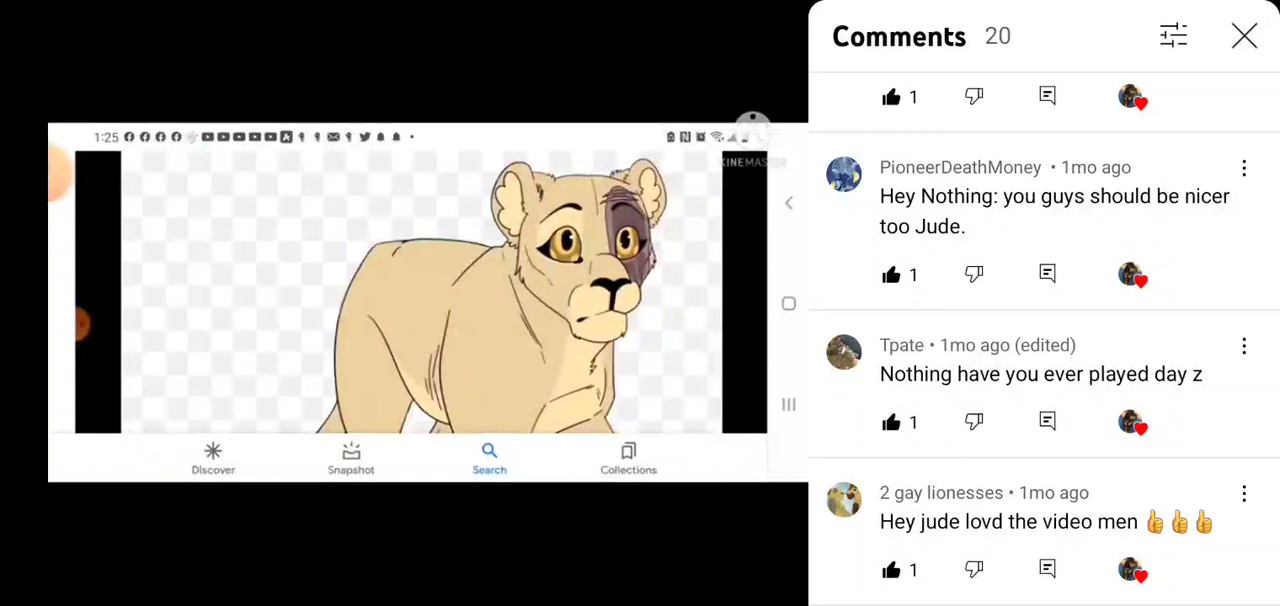 Comments 20
1
PioneerDeathMoney • 1mo ago
Hey Nothing: you guys should be nicer
too Jude.
1
Tpate • 1mo ago (edited)
Nothing have you ever played day z
1
2 gay lionesses • 1mo ago
Hey jude lovd the video men 👍👍👍
1
1:25
KINEMASTER
Discover
Snapshot
Search
Collections